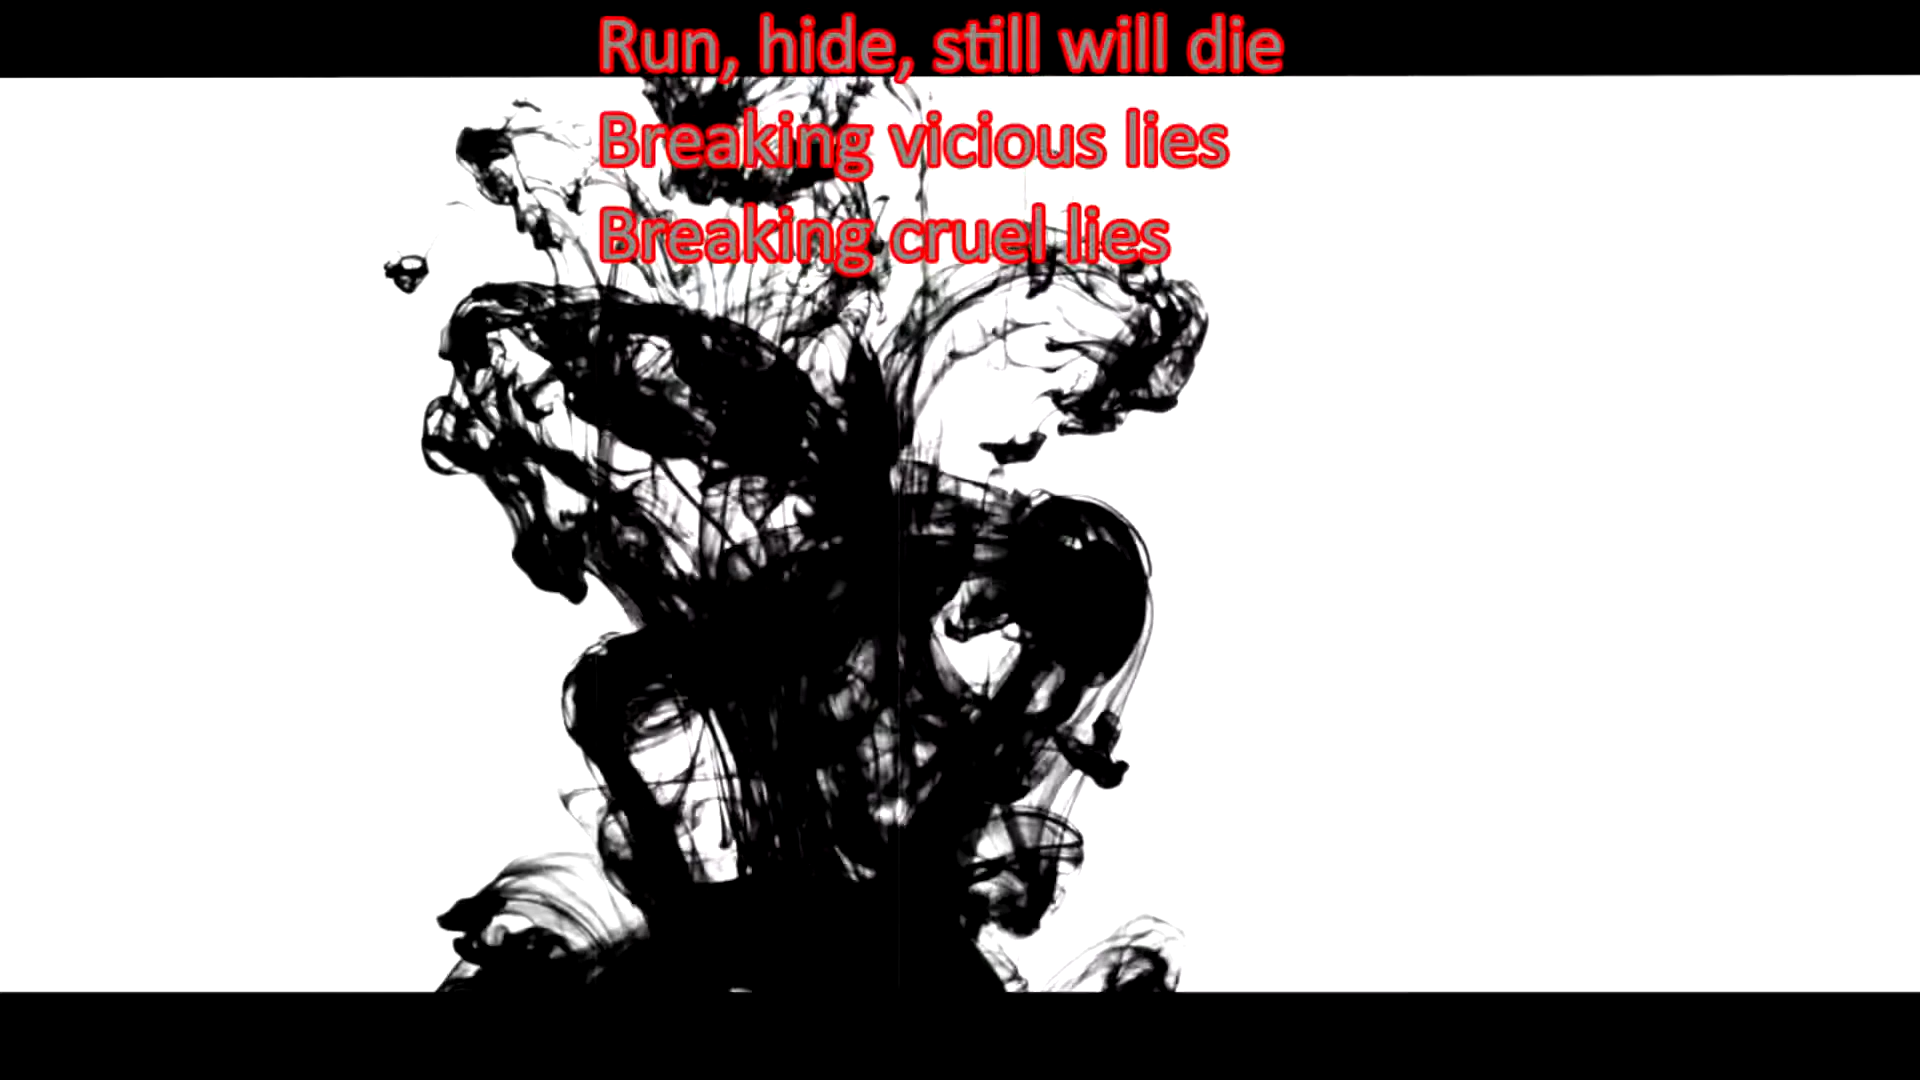 Run, hide, still will die
Breaking vicious lies
Breaking cruel lies